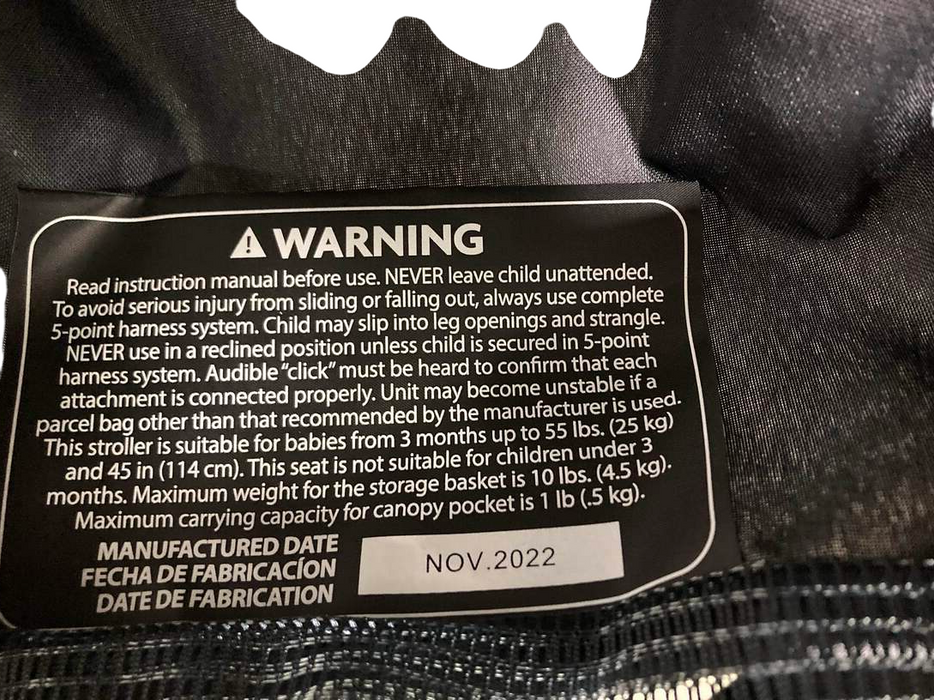 ⚠ WARNING
Read instruction manual before use. NEVER leave child unattended.
To avoid serious injury from sliding or falling out, always use complete
5-point harness system. Child may slip into leg openings and strangle.
NEVER use in a reclined position unless child is secured in 5-point
harness system. Audible "click" must be heard to confirm that each
attachment is connected properly. Unit may become unstable if a
parcel bag other than that recommended by the manufacturer is used.
This stroller is suitable for babies from 3 months up to 55 lbs. (25 kg)
and 45 in (114 cm). This seat is not suitable for children under 3
months. Maximum weight for the storage basket is 10 lbs. (4.5 kg).
Maximum carrying capacity for canopy pocket is 1 lb (.5 kg).
MANUFACTURED DATE
FECHA DE FABRICACÍON
DATE DE FABRICATION
NOV.2022